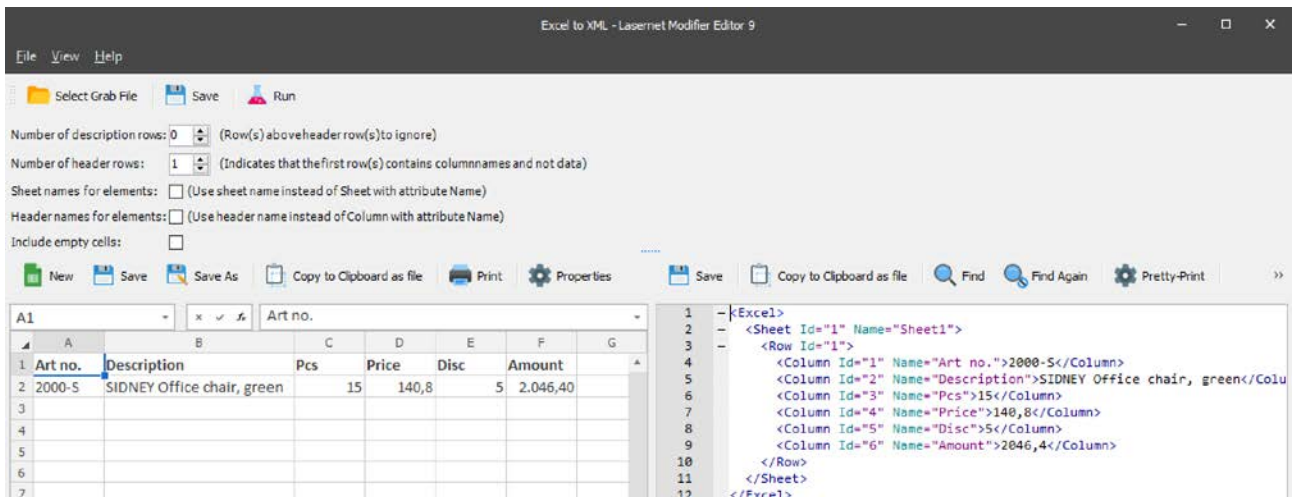 Excel to XML - Lasernet Modifier Editor 9
File View Help
Select Grab File Save Run
Number of description rows: 0 (Row(s) above header row(s) to ignore)
Number of header rows: 1 (Indicates that the first row(s) contains columnnames and not data)
Sheet names for elements: (Use sheet name instead of Sheet with attribute Name)
Header names for elements: (Use header name instead of Column with attribute Name)
Include empty cells:
New Save Save As Copy to Clipboard as file Print Properties
Save Copy to Clipboard as file Find Find Again Pretty-Print »
A1 Art no.
A B C D E F G
1 Art no. Description Pcs Price Disc Amount
2 2000-S SIDNEY Office chair, green 15 140,8 5 2.046,40
3
4
5
6
7
1 <Excel>
2 <Sheet Id="1" Name="Sheet1">
3 <Row Id="1">
4 <Column Id="1" Name="Art no.">2000-S</Column>
5 <Column Id="2" Name="Description">SIDNEY Office chair, green</Colu
6 <Column Id="3" Name="Pcs">15</Column>
7 <Column Id="4" Name="Price">140,8</Column>
8 <Column Id="5" Name="Disc">5</Column>
9 <Column Id="6" Name="Amount">2046,4</Column>
10 </Row>
11 </Sheet>
12 </Excel>